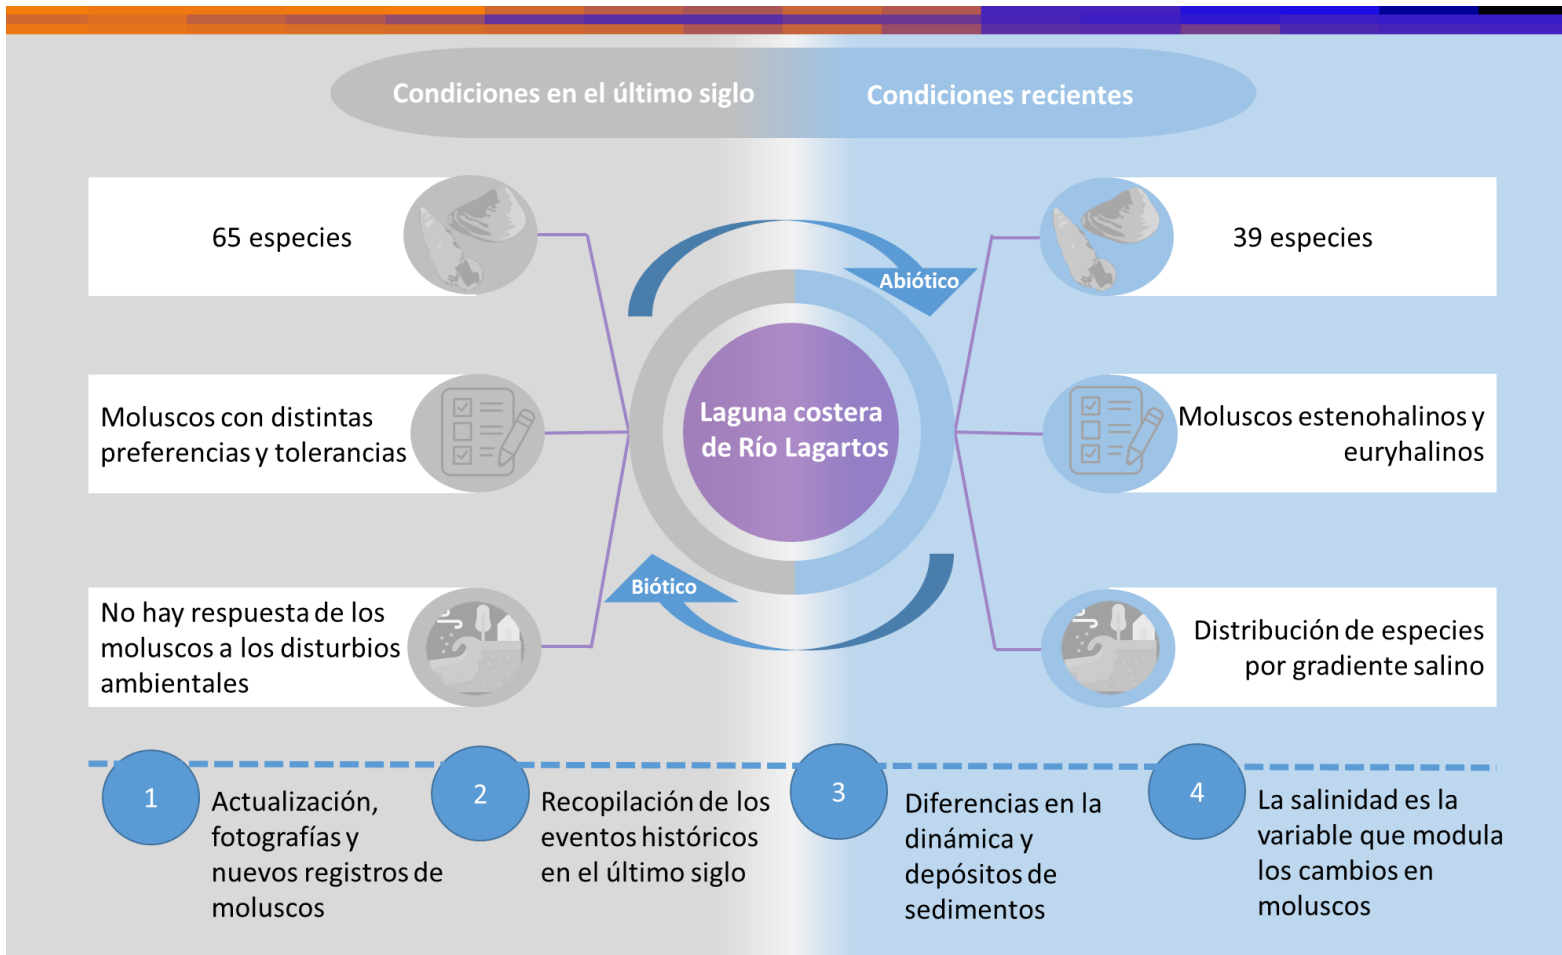 Condiciones en el último siglo
Condiciones recientes
65 especies
39 especies
Abiótico
Laguna costera
de Río Lagartos
Moluscos con distintas
preferencias y tolerancias
Moluscos estenohalinos y
euryhalinos
Biótico
No hay respuesta de los
moluscos a los disturbios
ambientales
Distribución de especies
por gradiente salino
1
Actualización,
fotografías y
nuevos registros de
moluscos
2
Recopilación de los
eventos históricos
en el último siglo
3
Diferencias en la
dinámica y
depósitos de
sedimentos
4
La salinidad es la
variable que modula
los cambios en
moluscos